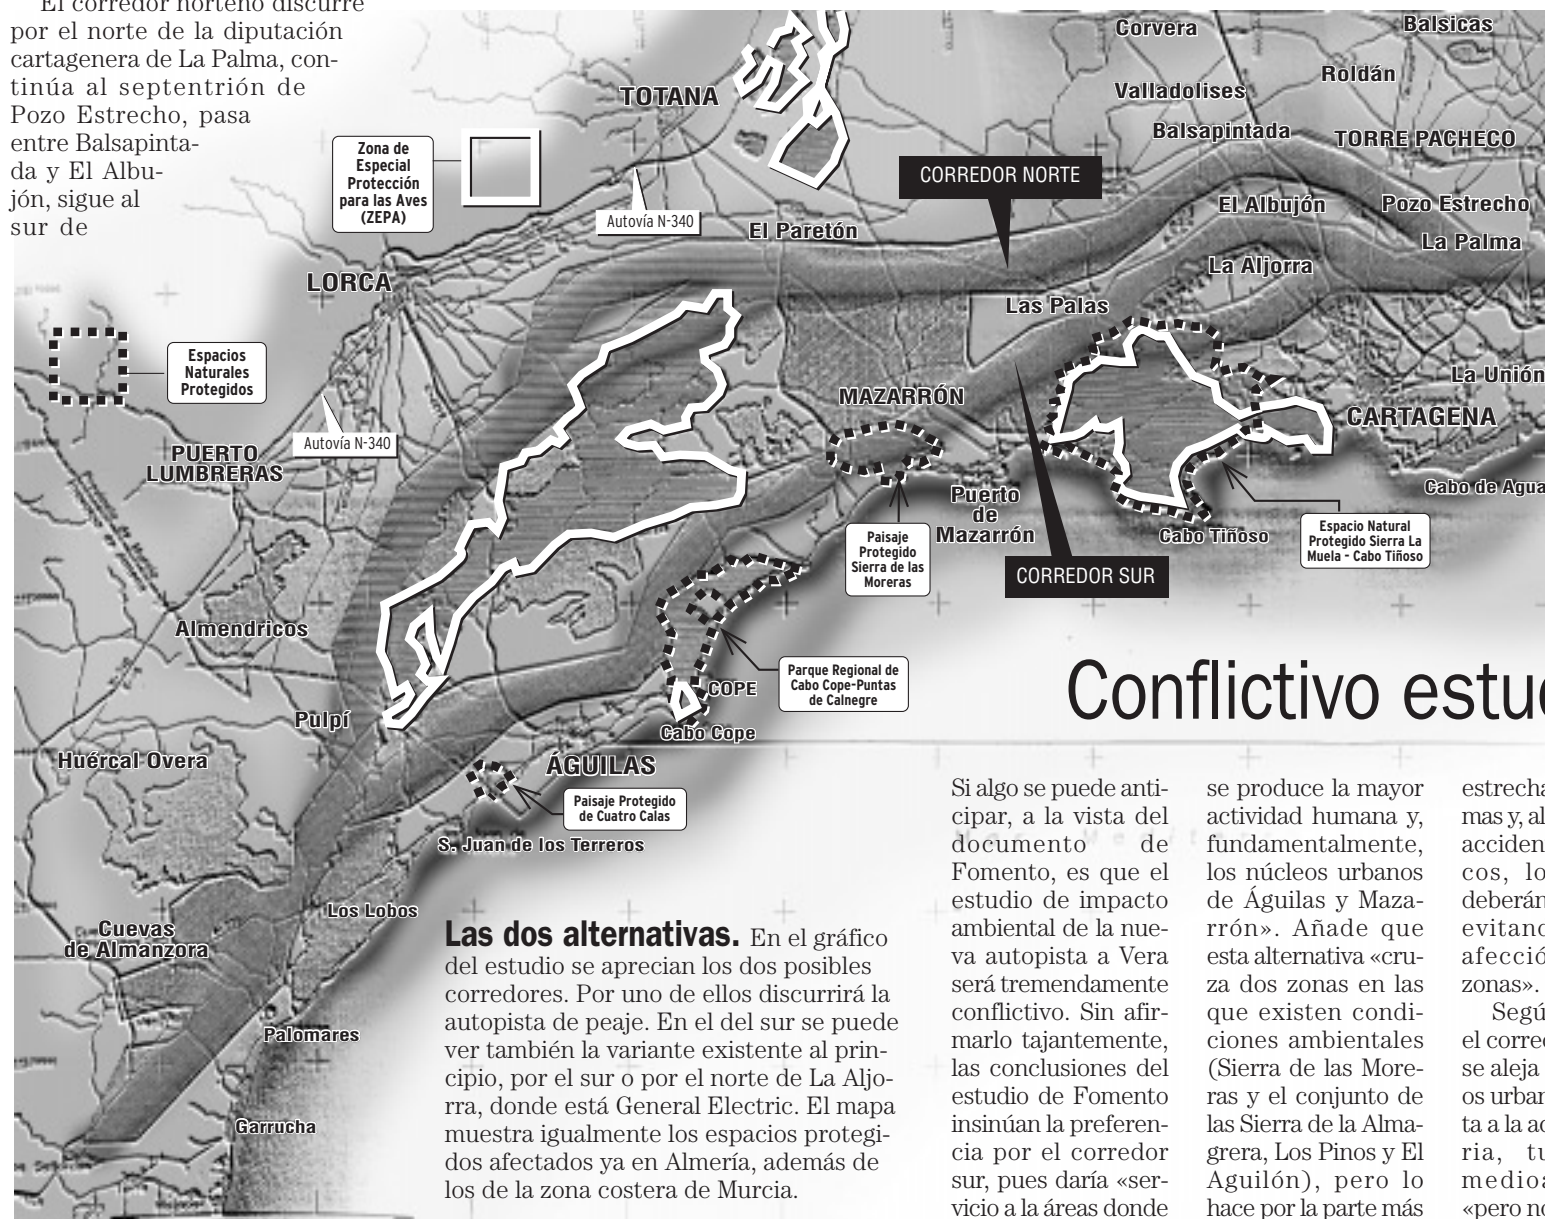 El corredor norteño discurre
por el norte de la diputación
cartagenera de La Palma, con-
tinúa al septentrión de
Pozo Estrecho, pasa
entre Balsapinta-
da y El Albu-
jón, sigue al
sur de
Zona de
Especial
Protección
para las Aves
(ZEPA)
Espacios
Naturales
Protegidos
TOTANA
Autovía N-340
LORCA
El Paretón
CORREDOR NORTE
Corvera
Balsicas
Valladolises
Roldán
Balsapintada
TORRE PACHECO
El Albujón
Pozo Estrecho
La Palma
La Aljorra
Las Palas
La Unión
CARTAGENA
MAZARRÓN
Autovía N-340
PUERTO
LUMBRERAS
Puerto
de
Mazarrón
Cabo de Agua
Cabo Tiñoso
Paisaje
Protegido
Sierra de las
Moreras
CORREDOR SUR
Espacio Natural
Protegido Sierra La
Muela - Cabo Tiñoso
Almendricos
Parque Regional de
Cabo Cope-Puntas
de Calnegre
COPE
Cabo Cope
Pulpí
Huércal Overa
ÁGUILAS
Paisaje Protegido
de Cuatro Calas
S. Juan de los Terreros
Los Lobos
Cuevas
de Almanzora
Palomares
Garrucha
Las dos alternativas. En el gráfico
del estudio se aprecian los dos posibles
corredores. Por uno de ellos discurrirá la
autopista de peaje. En el del sur se puede
ver también la variante existente al prin-
cipio, por el sur o por el norte de La Aljo-
rra, donde está General Electric. El mapa
muestra igualmente los espacios protegi-
dos afectados ya en Almería, además de
los de la zona costera de Murcia.
Conflictivo estu
Si algo se puede anti-
cipar, a la vista del
documento de
Fomento, es que el
estudio de impacto
ambiental de la nue-
va autopista a Vera
será tremendamente
conflictivo. Sin afir-
marlo tajantemente,
las conclusiones del
estudio de Fomento
insinúan la preferen-
cia por el corredor
sur, pues daría «ser-
vicio a la áreas donde
se produce la mayor
actividad humana y,
fundamentalmente,
los núcleos urbanos
de Águilas y Maza-
rrón». Añade que
esta alternativa «cru-
za dos zonas en las
que existen condi-
ciones ambientales
(Sierra de las More-
ras y el conjunto de
las Sierra de la Alma-
grera, Los Pinos y El
Aguilón), pero lo
hace por la parte más
estrecha
mas y, al
acciden
cos, lo
deberán
evitand
afecció
zonas».
Segú
el corre
se aleja
os urban
ta a la ad
ria, tu
medioa
«pero no